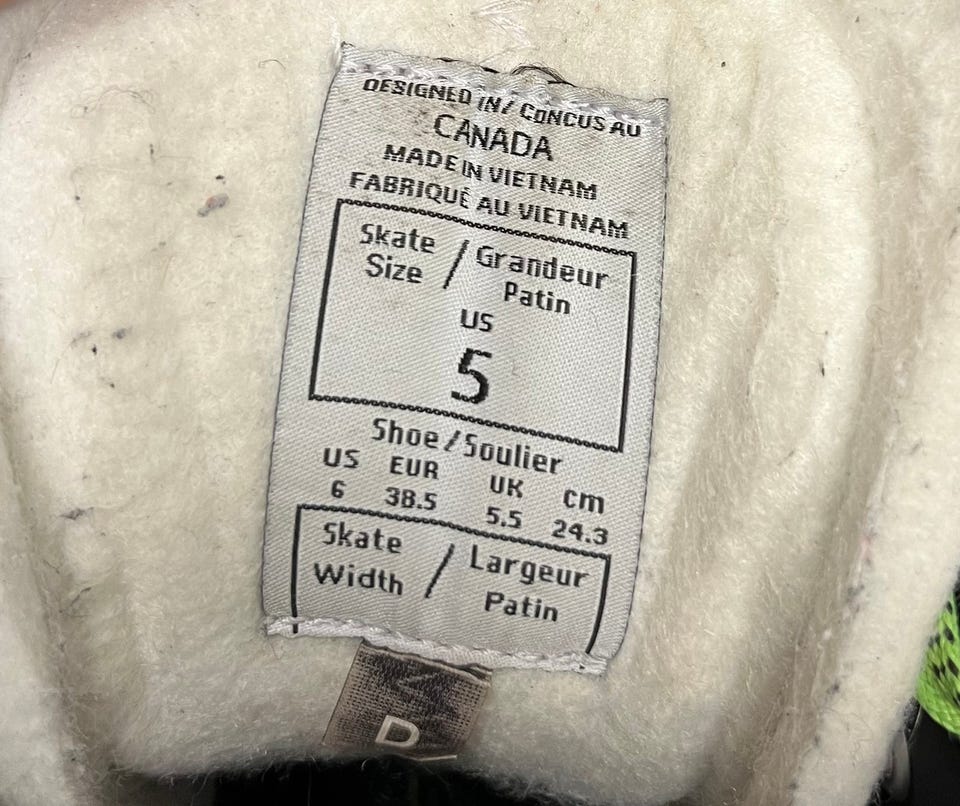 DESIGNED IN/ CONCUS AU
CANADA
MADE IN VIETNAM
FABRIQUÉ AU VIETNAM
Skate / Grandeur
Size Patin
US
5
Shoe/Soulier
US EUR UK cm
6 38.5 5.5 24.3
Skate / Largeur
Width Patin
D